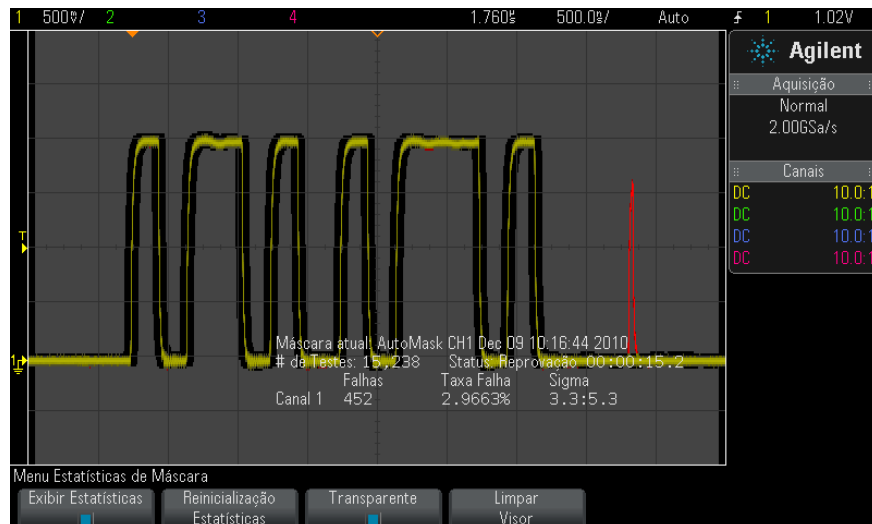 1 500▽/ 2 3 4 1.760s 500.0s/ Auto 1 1.02V
Agilent
Aquisição
Normal
2.00GSa/s
Canais
DC 10.0:1
DC 10.0:1
DC 10.0:1
DC 10.0:1
T
1
Máscara atual: AutoMask CH1 Dec 09 10:16:44 2010
# de Testes: 15,238 Status: Reprovação 00:00:15.2
Falhas Taxa Falha Sigma
Canal 1 452 2.9663% 3.3:5.3
Menu Estatísticas de Máscara
Exibir Estatísticas Reinicialização Transparente Limpar
Estatísticas Visor